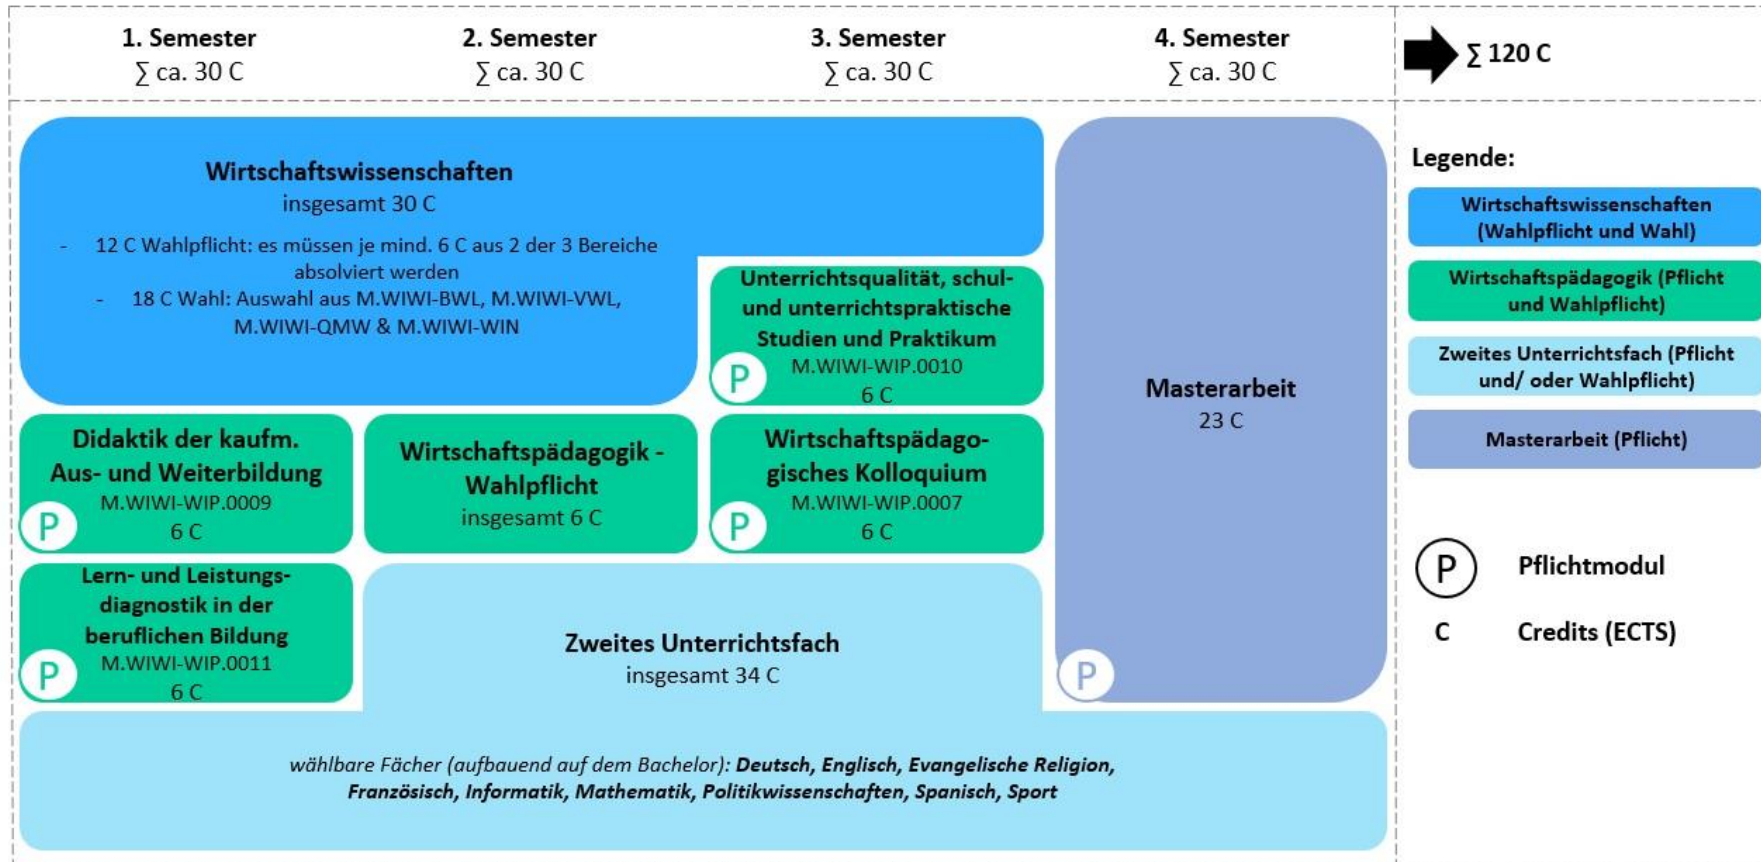 1. Semester
∑ ca. 30 C
2. Semester
∑ ca. 30 C
3. Semester
∑ ca. 30 C
4. Semester
∑ ca. 30 C
∑ 120 C
Wirtschaftswissenschaften
insgesamt 30 C
- 12 C Wahlpflicht: es müssen je mind. 6 C aus 2 der 3 Bereiche
absolviert werden
- 18 C Wahl: Auswahl aus M.WIWI-BWL, M.WIWI-VWL,
M.WIWI-QMW & M.WIWI-WIN
Unterrichtsqualität, schul-
und unterrichtspraktische
Studien und Praktikum
M.WIWI-WIP.0010
P
6 C
Masterarbeit
23 C
P
Didaktik der kaufm.
Aus- und Weiterbildung
M.WIWI-WIP.0009
P
6 C
Wirtschaftspädagogik -
Wahlpflicht
insgesamt 6 C
Wirtschaftspädago-
gisches Kolloquium
M.WIWI-WIP.0007
P
6 C
Lern- und Leistungs-
diagnostik in der
beruflichen Bildung
M.WIWI-WIP.0011
P
6 C
Zweites Unterrichtsfach
insgesamt 34 C
wählbare Fächer (aufbauend auf dem Bachelor): Deutsch, Englisch, Evangelische Religion,
Französisch, Informatik, Mathematik, Politikwissenschaften, Spanisch, Sport
Legende:
Wirtschaftswissenschaften
(Wahlpflicht und Wahl)
Wirtschaftspädagogik (Pflicht
und Wahlpflicht)
Zweites Unterrichtsfach (Pflicht
und/ oder Wahlpflicht)
Masterarbeit (Pflicht)
P Pflichtmodul
C Credits (ECTS)